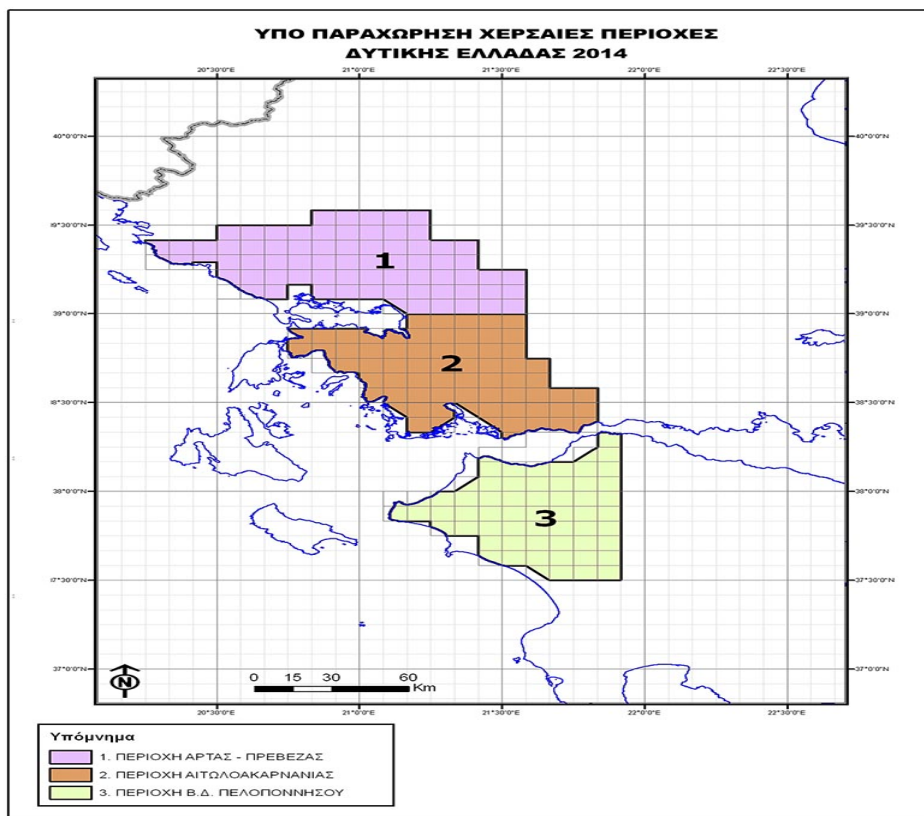 ΥΠΟ ΠΑΡΑΧΩΡΗΣΗ ΧΕΡΣΑΙΕΣ ΠΕΡΙΟΧΕΣ
ΔΥΤΙΚΗΣ ΕΛΛΑΔΑΣ 2014
20°30'0"E 21°0'0"E 21°30'0"E 22°0'0"E 22°30'0"E
40°0'0"N 40°0'0"N
39°30'0"N 39°30'0"N
1
39°0'0"N 39°0'0"N
2
38°30'0"N 38°30'0"N
38°0'0"N 38°0'0"N
3
37°30'0"N 37°30'0"N
37°0'0"N 37°0'0"N
N
0 15 30 60
Km
20°30'0"E 21°0'0"E 21°30'0"E 22°0'0"E 22°30'0"E
Υπόμνημα
1. ΠΕΡΙΟΧΗ ΑΡΤΑΣ - ΠΡΕΒΕΖΑΣ
2. ΠΕΡΙΟΧΗ ΑΙΤΩΛΟΑΚΑΡΝΑΝΙΑΣ
3. ΠΕΡΙΟΧΗ Β.Δ. ΠΕΛΟΠΟΝΝΗΣΟΥ